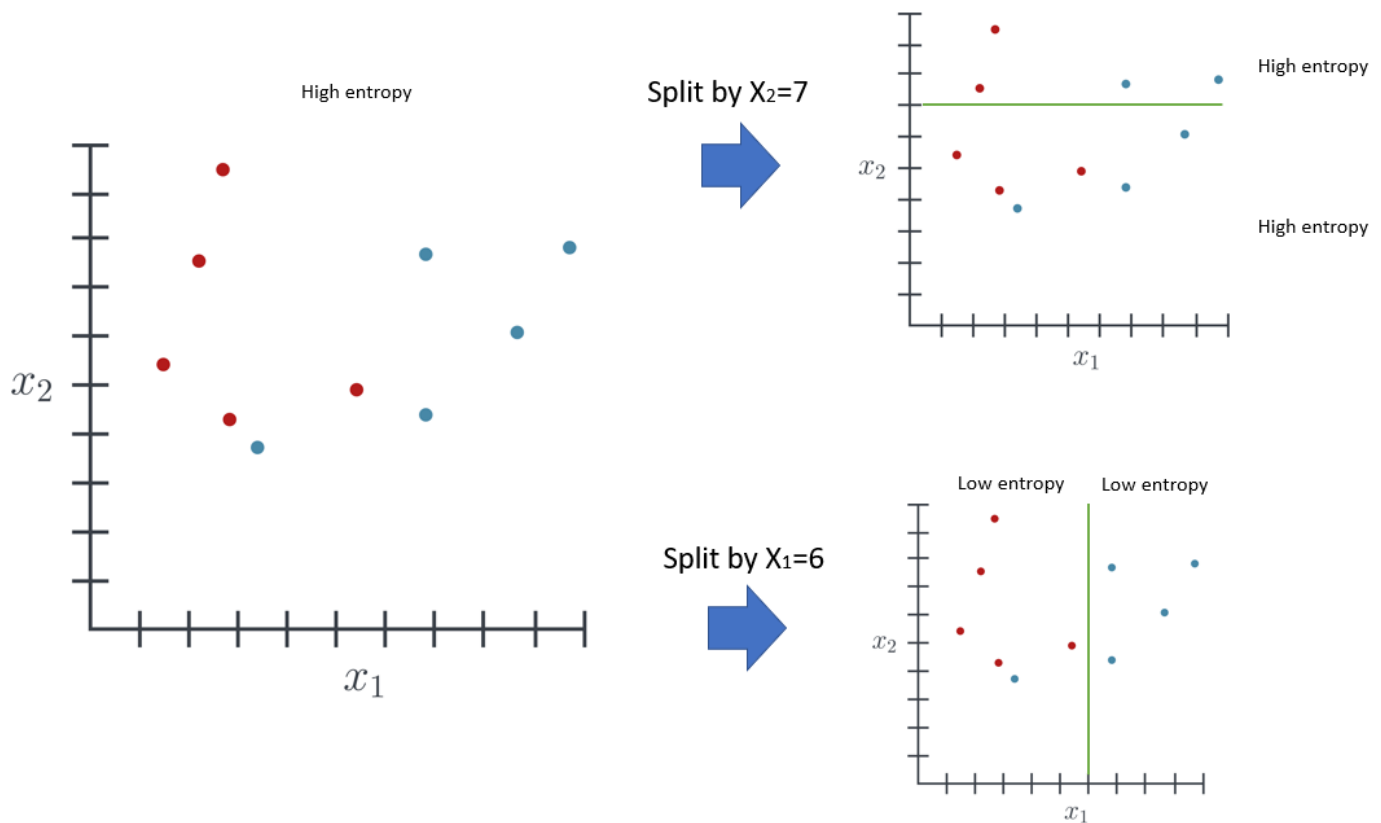 High entropy
x₂
x₁
Split by X₂=7
High entropy
x₂
High entropy
x₁
Split by X₁=6
Low entropy Low entropy
x₂
x₁